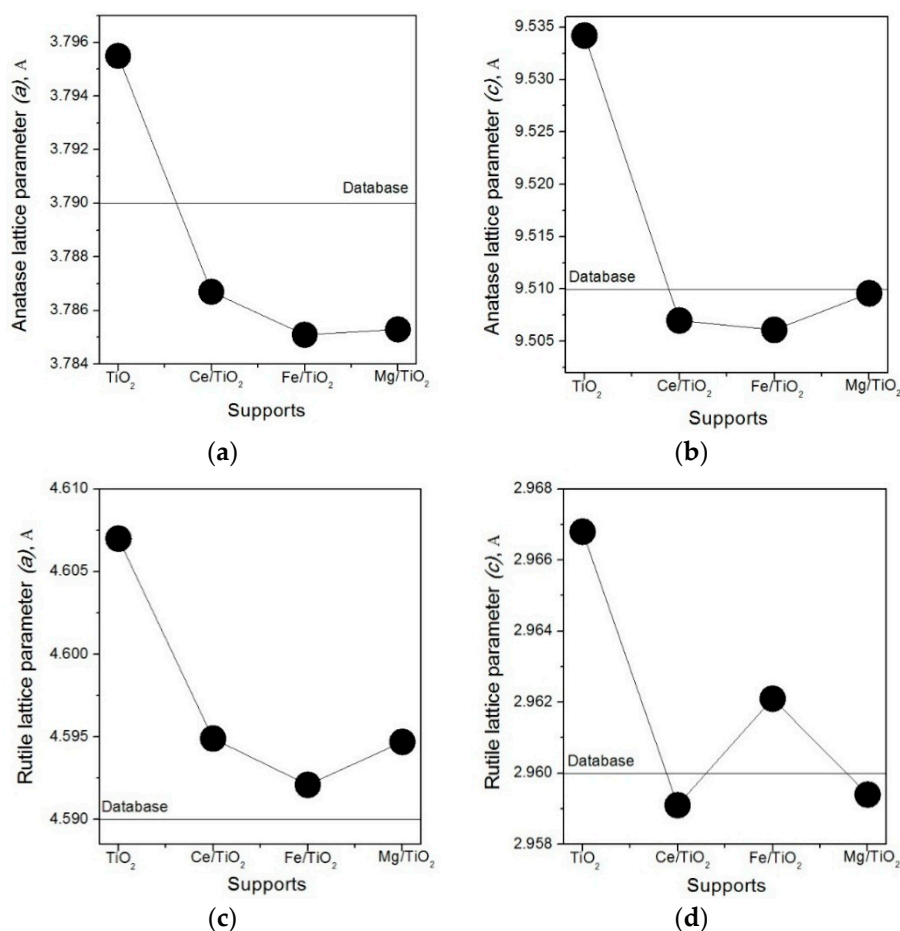 3.796
3.794
3.792
3.790
3.788
3.786
3.784
Anatase lattice parameter (a), A
Database
TiO₂
Ce/TiO₂
Fe/TiO₂
Mg/TiO₂
Supports
(a)
9.535
9.530
9.525
9.520
9.515
9.510
9.505
Anatase lattice parameter (c), A
Database
TiO₂
Ce/TiO₂
Fe/TiO₂
Mg/TiO₂
Supports
(b)
4.610
4.605
4.600
4.595
4.590
Rutile lattice parameter (a), A
Database
TiO₂
Ce/TiO₂
Fe/TiO₂
Mg/TiO₂
Supports
(c)
2.968
2.966
2.964
2.962
2.960
2.958
Rutile lattice parameter (c), A
Database
TiO₂
Ce/TiO₂
Fe/TiO₂
Mg/TiO₂
Supports
(d)